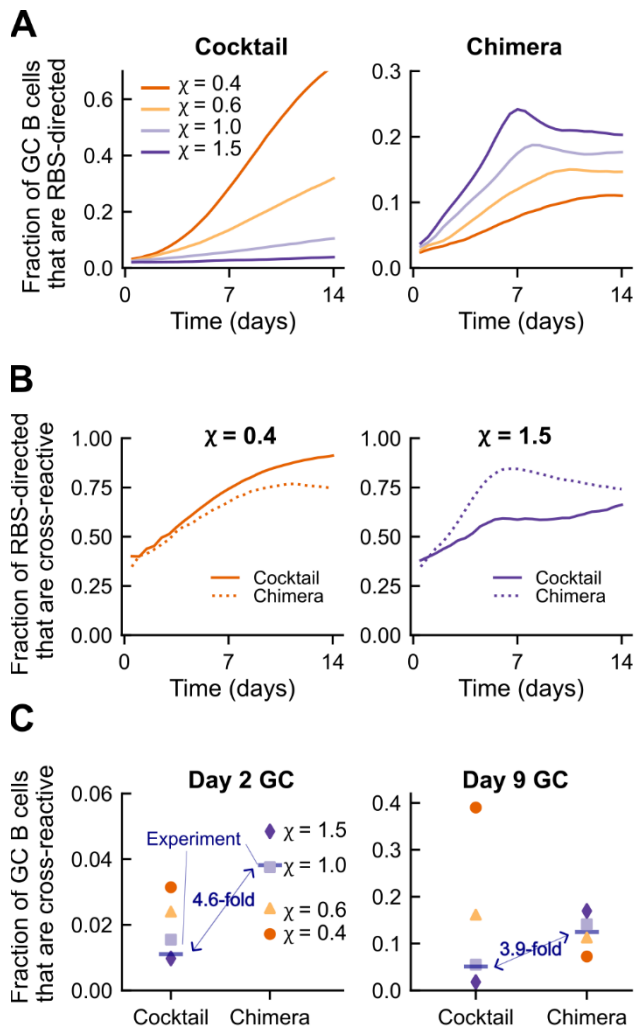 A
Cocktail
Chimera
Fraction of GC B cells
that are RBS-directed
0.6
0.4
0.2
0.0
χ = 0.4
χ = 0.6
χ = 1.0
χ = 1.5
0 7 14
Time (days)
0.3
0.2
0.1
0.0
0 7 14
Time (days)
B
Fraction of RBS-directed
that are cross-reactive
χ = 0.4
1.00
0.75
0.50
0.25
0.00
Cocktail
Chimera
0 7 14
Time (days)
χ = 1.5
1.00
0.75
0.50
0.25
0.00
Cocktail
Chimera
0 7 14
Time (days)
C
Fraction of GC B cells
that are cross-reactive
Day 2 GC
0.06
0.04
0.02
0.00
Experiment
4.6-fold
χ = 1.5
χ = 1.0
χ = 0.6
χ = 0.4
Cocktail Chimera
Day 9 GC
0.4
0.3
0.2
0.1
0.0
3.9-fold
Cocktail Chimera